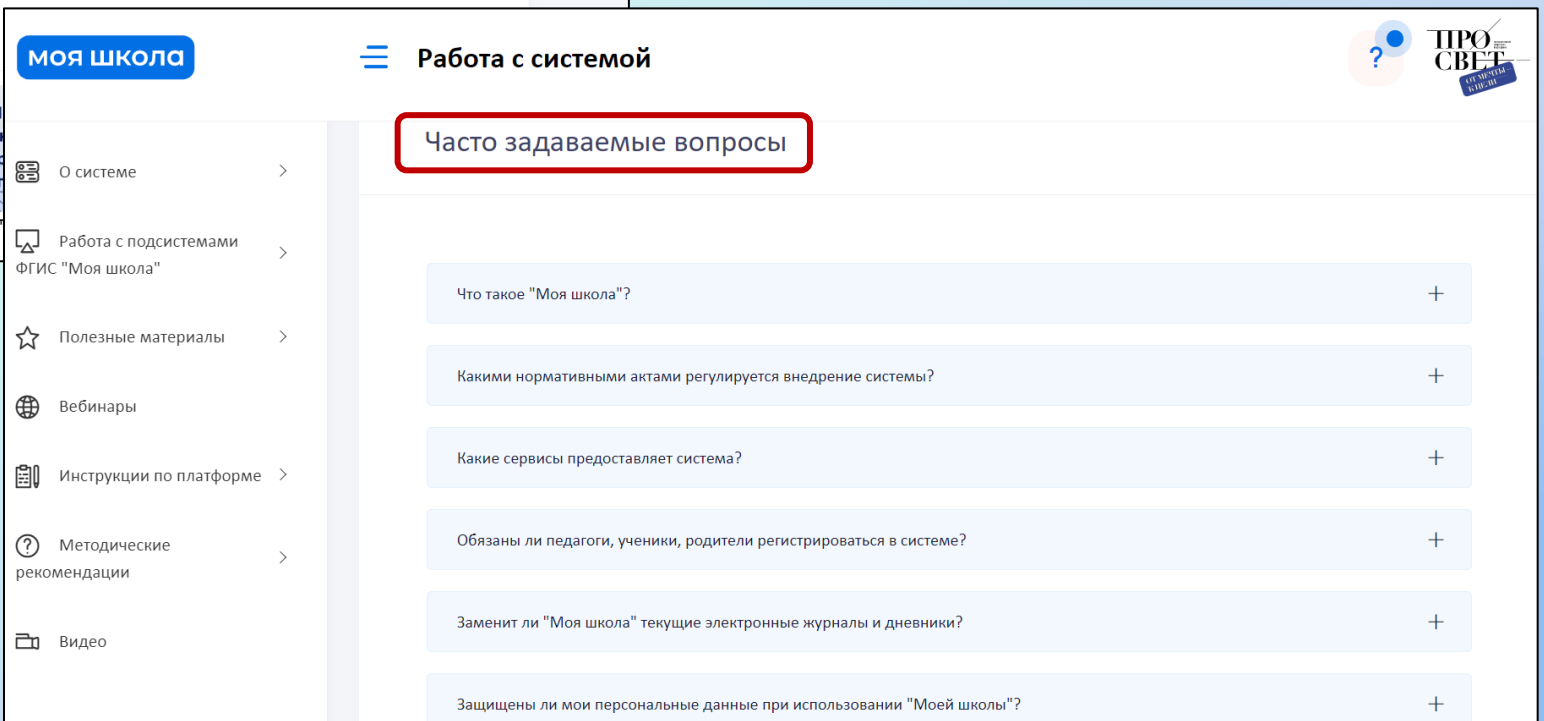 моя школа
Работа с системой
?
ПРО
СВЕТ
ОТ МЕЧТЫ –
К ЦЕЛИ
Часто задаваемые вопросы
О системе
Работа с подсистемами
ФГИС "Моя школа"
Полезные материалы
Вебинары
Инструкции по платформе
Методические
рекомендации
Видео
Что такое "Моя школа"?
Какими нормативными актами регулируется внедрение системы?
Какие сервисы предоставляет система?
Обязаны ли педагоги, ученики, родители регистрироваться в системе?
Заменит ли "Моя школа" текущие электронные журналы и дневники?
Защищены ли мои персональные данные при использовании "Моей школы"?